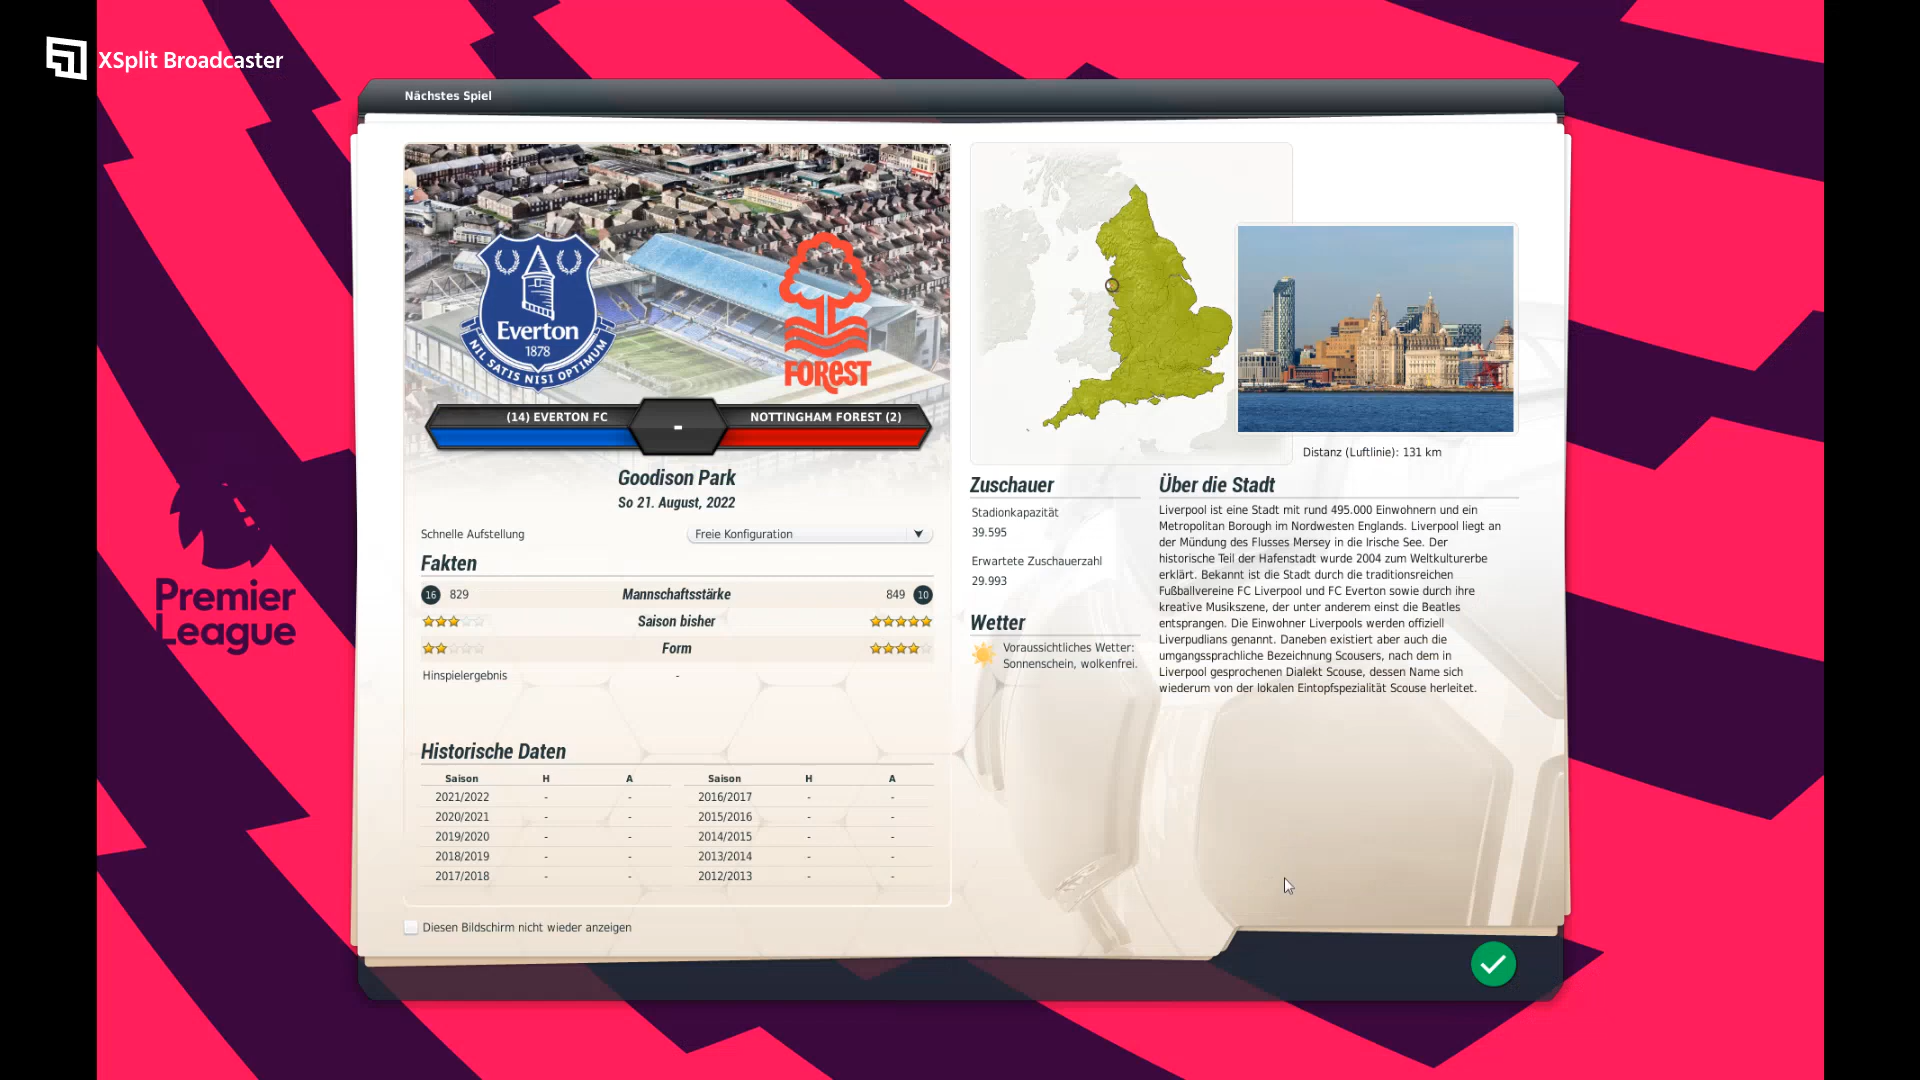 XSplit Broadcaster
Nächstes Spiel
Everton
1878
NIL SATIS NISI OPTIMUM
FOREST
(14) EVERTON FC - NOTTINGHAM FOREST (2)
Goodison Park
So 21. August, 2022
Schnelle Aufstellung Freie Konfiguration
Fakten
16 829 Mannschaftsstärke 849 10
Saison bisher
Form
Hinspielergebnis -
Historische Daten
Saison H A Saison H A
2021/2022 - - 2016/2017 - -
2020/2021 - - 2015/2016 - -
2019/2020 - - 2014/2015 - -
2018/2019 - - 2013/2014 - -
2017/2018 - - 2012/2013 - -
Diesen Bildschirm nicht wieder anzeigen
Distanz (Luftlinie): 131 km
Zuschauer
Stadionkapazität
39.595
Erwartete Zuschauerzahl
29.993
Wetter
Voraussichtliches Wetter:
Sonnenschein, wolkenfrei.
Über die Stadt
Liverpool ist eine Stadt mit rund 495.000 Einwohnern und ein
Metropolitan Borough im Nordwesten Englands. Liverpool liegt an
der Mündung des Flusses Mersey in die Irische See. Der
historische Teil der Hafenstadt wurde 2004 zum Weltkulturerbe
erklärt. Bekannt ist die Stadt durch die traditionsreichen
Fußballvereine FC Liverpool und FC Everton sowie durch ihre
kreative Musikszene, der unter anderem einst die Beatles
entsprangen. Die Einwohner Liverpools werden offiziell
Liverpudlians genannt. Daneben existiert aber auch die
umgangssprachliche Bezeichnung Scousers, nach dem in
Liverpool gesprochenen Dialekt Scouse, dessen Name sich
wiederum von der lokalen Eintopfspezialität Scouse herleitet.
Premier
League